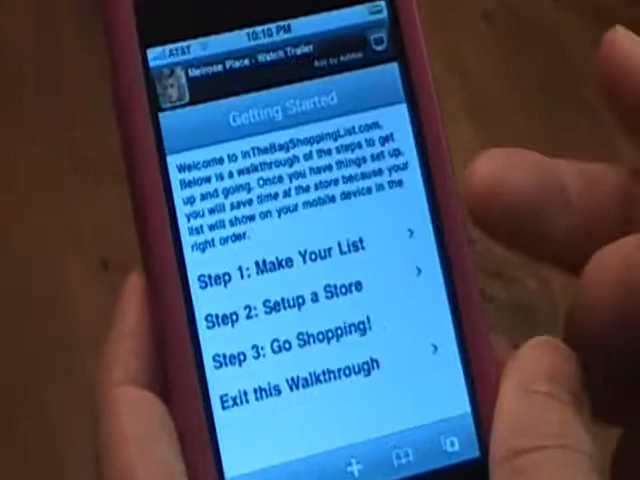 AT&T 10:10 PM
Melrose Place - Watch Trailer
Ads by AdMob
Getting Started
Welcome to InTheBagShoppingList.com.
Below is a walkthrough of the steps to get
up and going. Once you have things set up,
you will save time at the store because your
list will show on your mobile device in the
right order.
Step 1: Make Your List
Step 2: Setup a Store
Step 3: Go Shopping!
Exit this Walkthrough